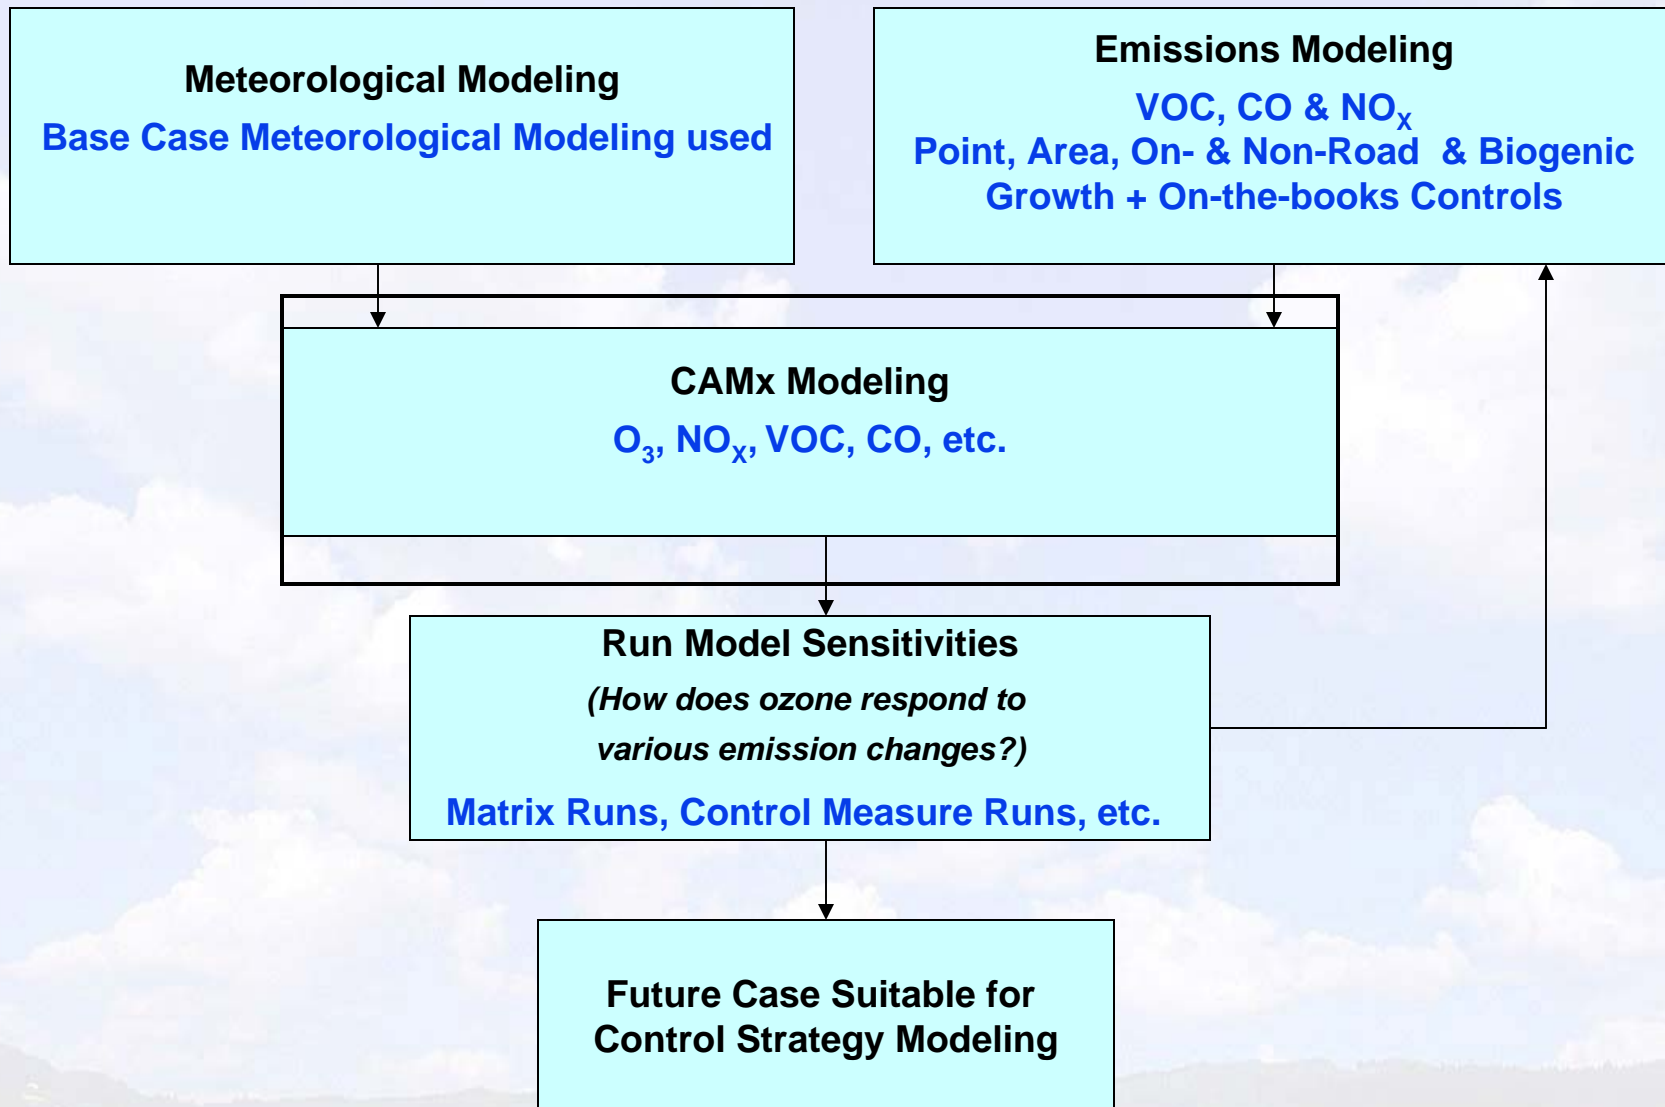 Meteorological Modeling
Base Case Meteorological Modeling used
Emissions Modeling
VOC, CO & NOX
Point, Area, On- & Non-Road & Biogenic
Growth + On-the-books Controls
CAMx Modeling
O3, NOX, VOC, CO, etc.
Run Model Sensitivities
(How does ozone respond to
various emission changes?)
Matrix Runs, Control Measure Runs, etc.
Future Case Suitable for
Control Strategy Modeling